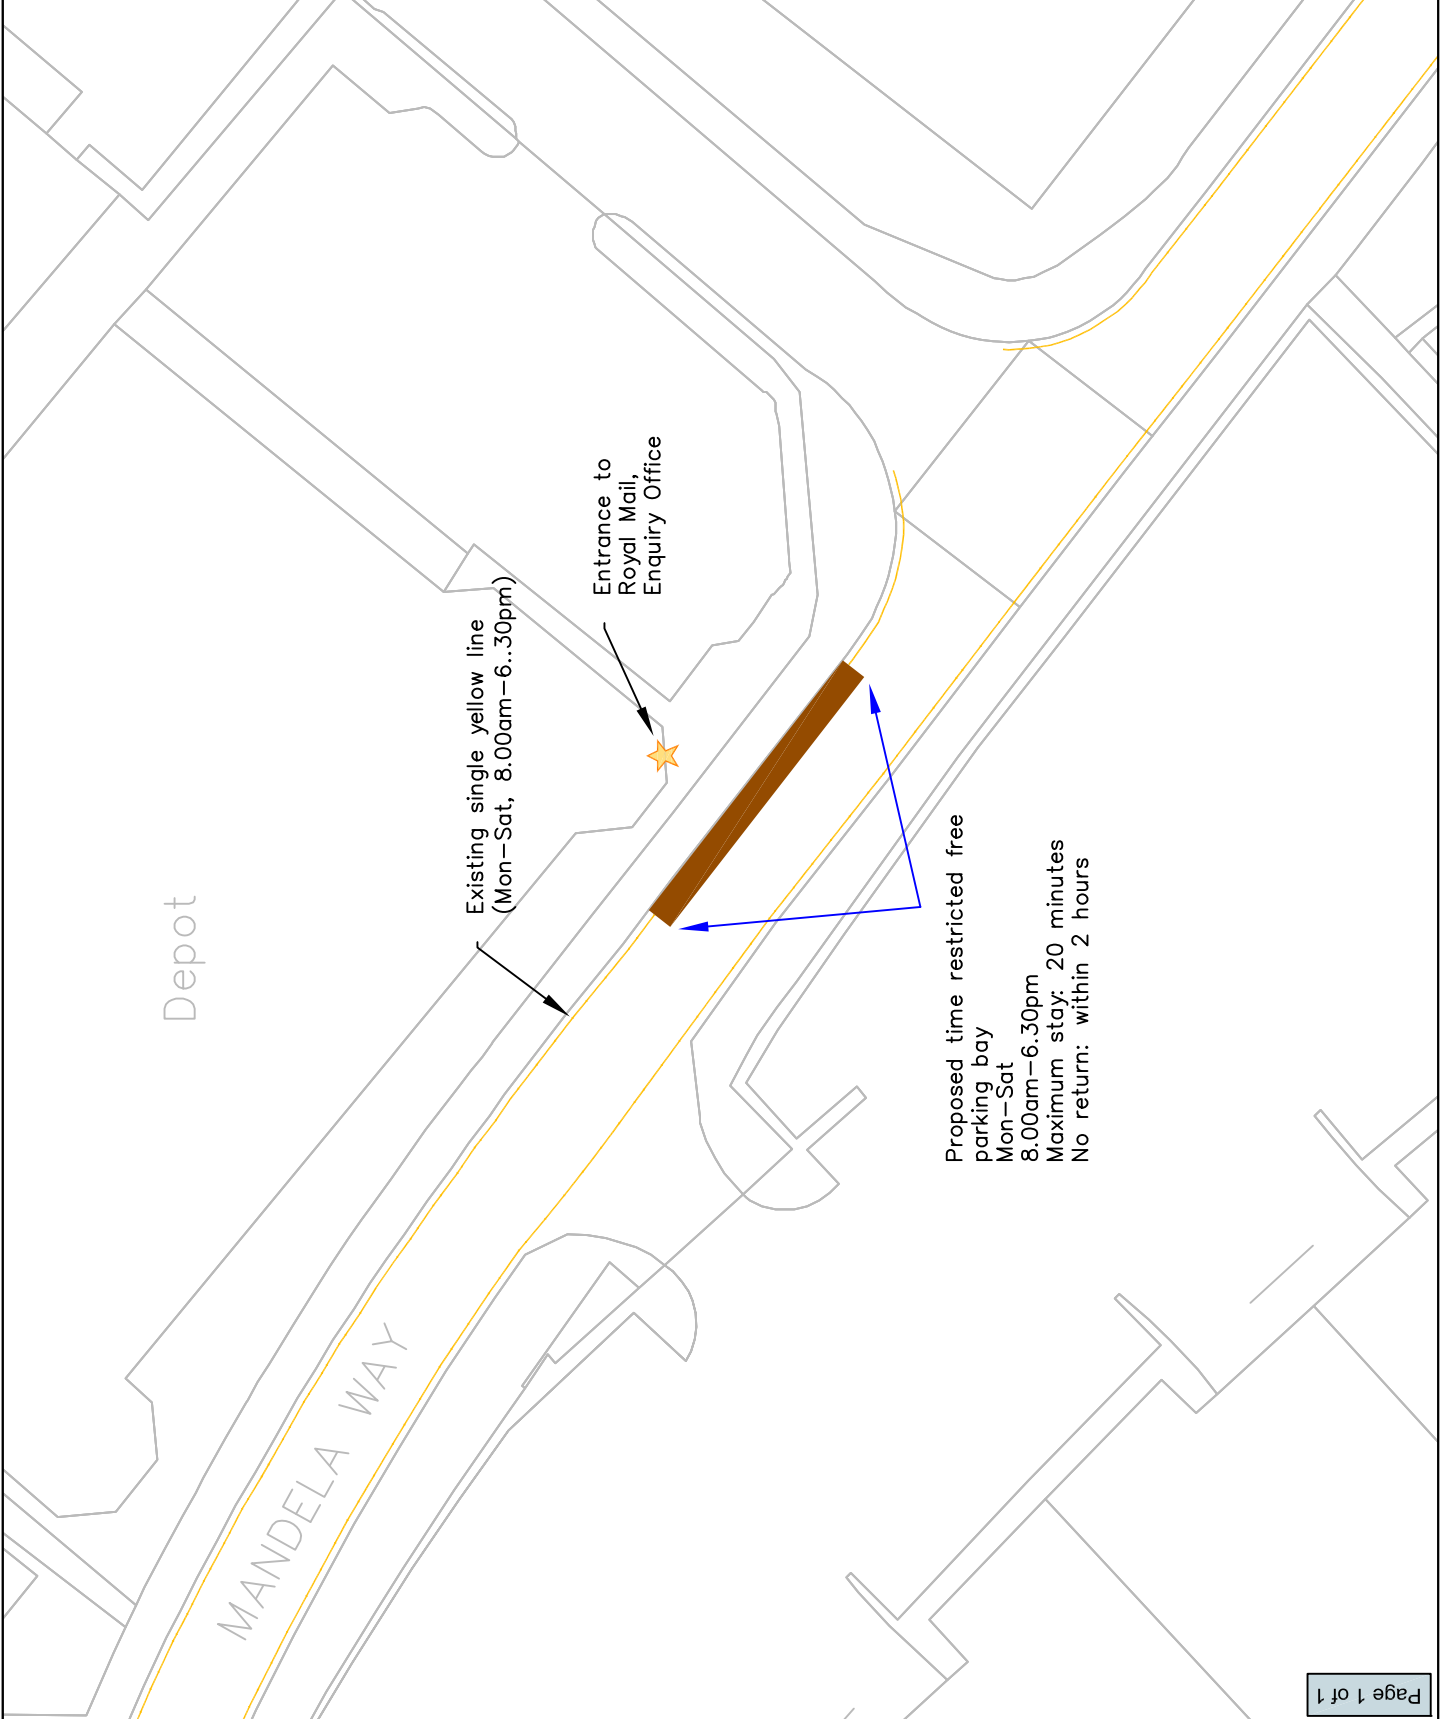 Depot
Existing single yellow line
(Mon-Sat, 8.00am-6..30pm)
Entrance to
Royal Mail,
Enquiry Office
MANDELA WAY
Proposed time restricted free
parking bay
Mon-Sat
8.00am-6.30pm
Maximum stay: 20 minutes
No return: within 2 hours
Page 1 of 1